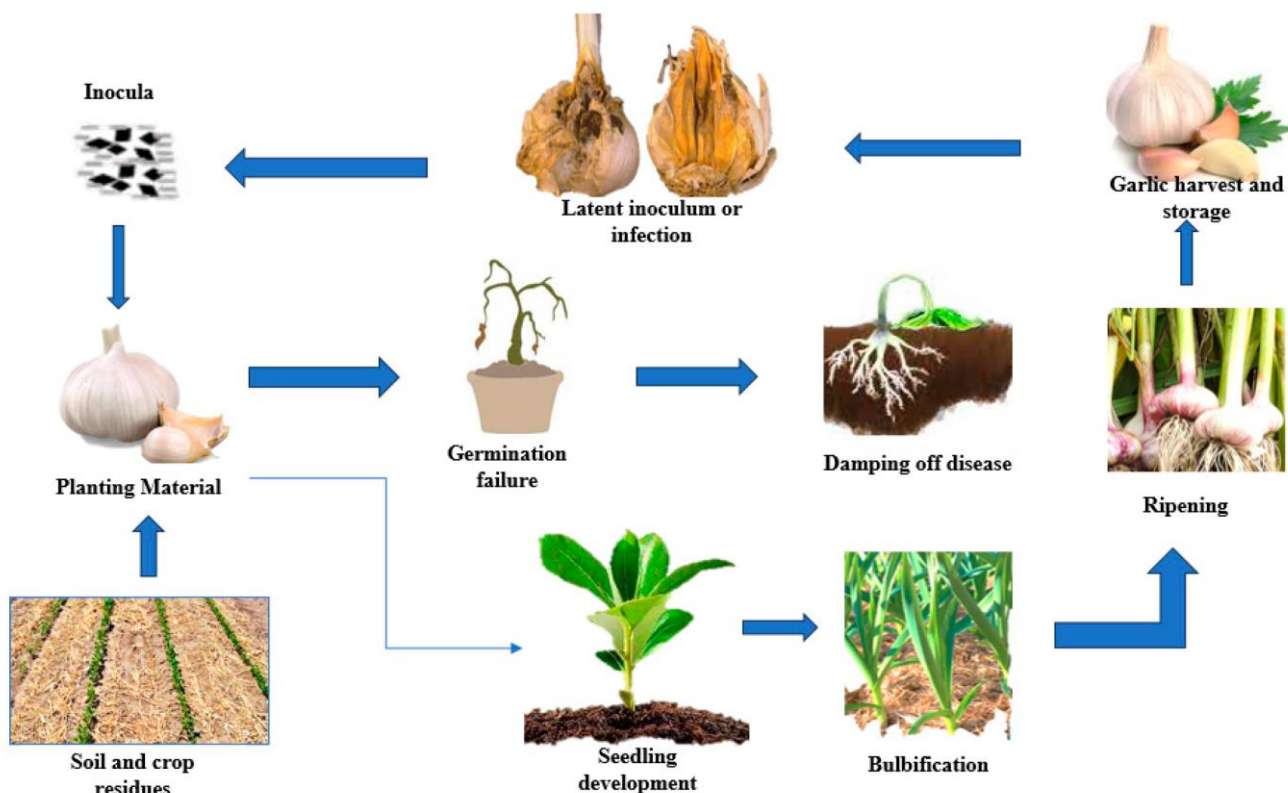 Inocula
Latent inoculum or
infection
Garlic harvest and
storage
Planting Material
Germination
failure
Damping off disease
Ripening
Soil and crop
residues
Seedling
development
Bulbification